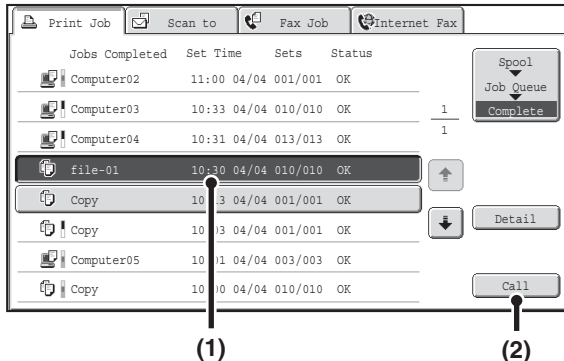 Print Job Scan to Fax Job Internet Fax
Jobs Completed Set Time Sets Status
Computer02 11:00 04/04 001/001 OK
Computer03 10:33 04/04 010/010 OK
Computer04 10:31 04/04 013/013 OK
file-01 10:30 04/04 010/010 OK
Copy 04/04 001/001 OK
Copy 04/04 001/001 OK
Computer05 04/04 003/003 OK
Copy 04/04 010/010 OK
1
1
Spool
Job Queue
Complete
Detail
Call
(1) (2)